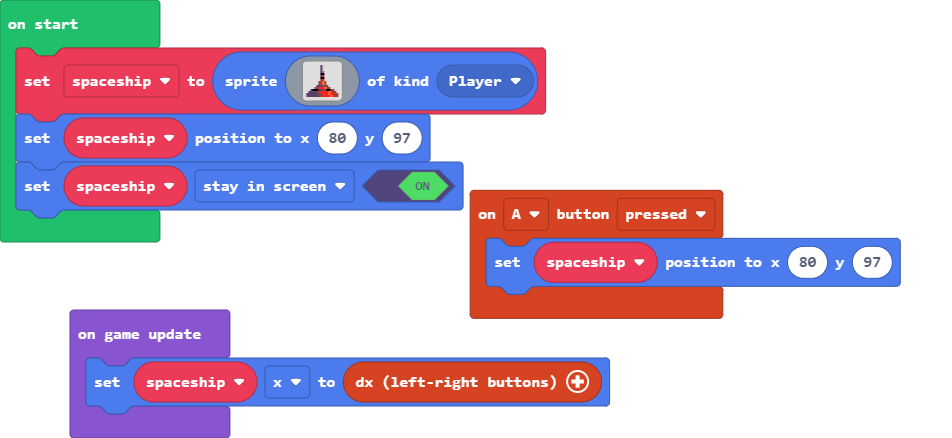 on start
set spaceship to sprite of kind Player
set spaceship position to x 80 y 97
set spaceship stay in screen ON
on A button pressed
set spaceship position to x 80 y 97
on game update
set spaceship x to dx (left-right buttons)